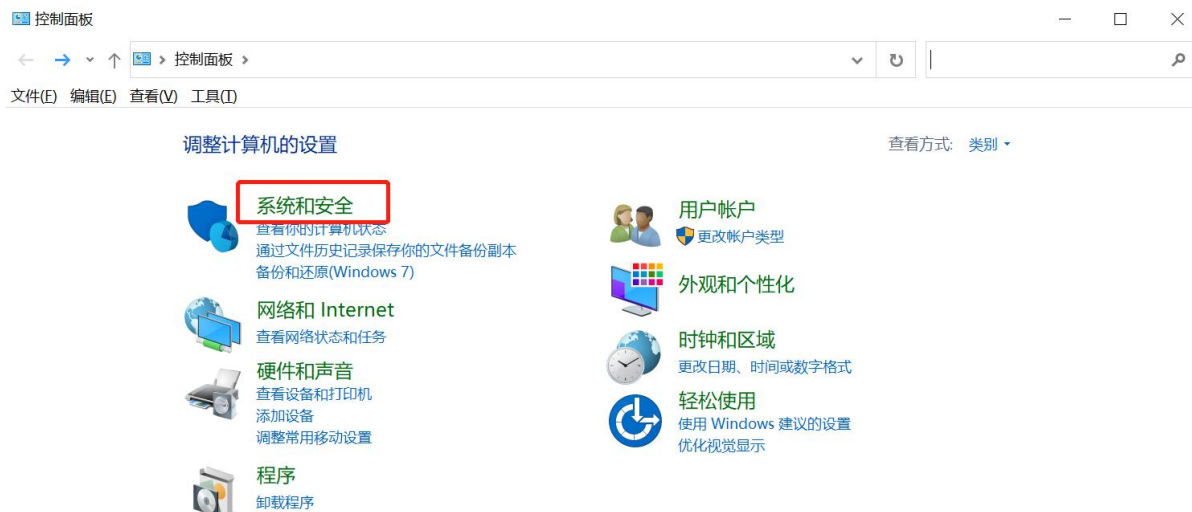 控制面板
控制面板
文件(F) 编辑(E) 查看(V) 工具(T)
调整计算机的设置
查看方式: 类别
系统和安全
查看你的计算机状态
通过文件历史记录保存你的文件备份副本
备份和还原(Windows 7)
网络和 Internet
查看网络状态和任务
硬件和声音
查看设备和打印机
添加设备
调整常用移动设置
程序
卸载程序
用户帐户
更改帐户类型
外观和个性化
时钟和区域
更改日期、时间或数字格式
轻松使用
使用 Windows 建议的设置
优化视觉显示